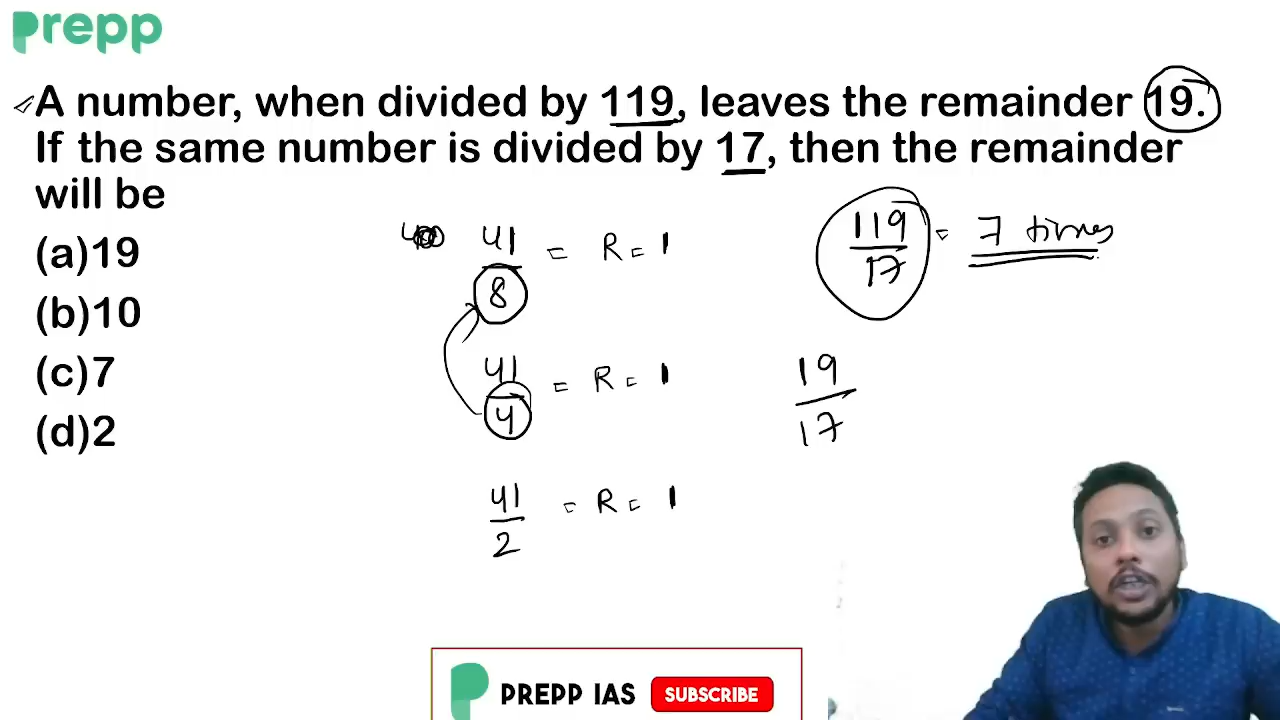 Prepp
A number, when divided by 119, leaves the remainder 19.
If the same number is divided by 17, then the remainder
will be
(a)19
(b)10
(c)7
(d)2
41/8 = R = 1
41/4 = R = 1
41/2 = R = 1
119/17 = 7 times
19/17
PREPP IAS SUBSCRIBE